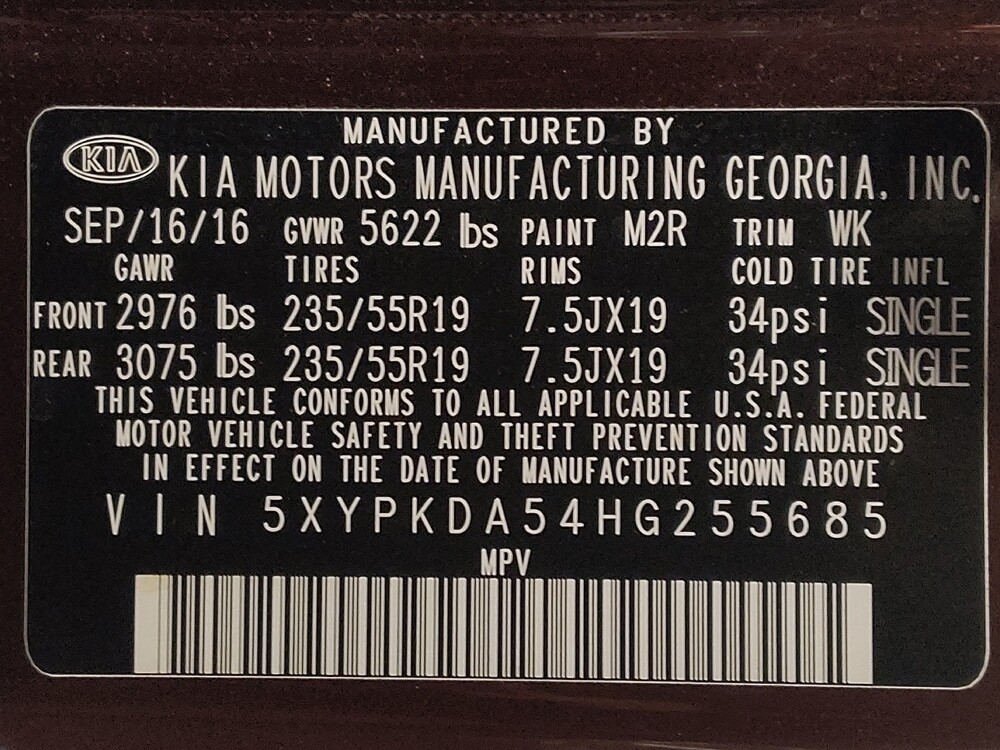 MANUFACTURED BY
KIA KIA MOTORS MANUFACTURING GEORGIA, INC.
SEP/16/16 GVWR 5622 lbs PAINT M2R TRIM WK
GAWR TIRES RIMS COLD TIRE INFL
FRONT 2976 lbs 235/55R19 7.5JX19 34psi SINGLE
REAR 3075 lbs 235/55R19 7.5JX19 34psi SINGLE
THIS VEHICLE CONFORMS TO ALL APPLICABLE U.S.A. FEDERAL
MOTOR VEHICLE SAFETY AND THEFT PREVENTION STANDARDS
IN EFFECT ON THE DATE OF MANUFACTURE SHOWN ABOVE
VIN 5XYPKDA54HG255685
MPV